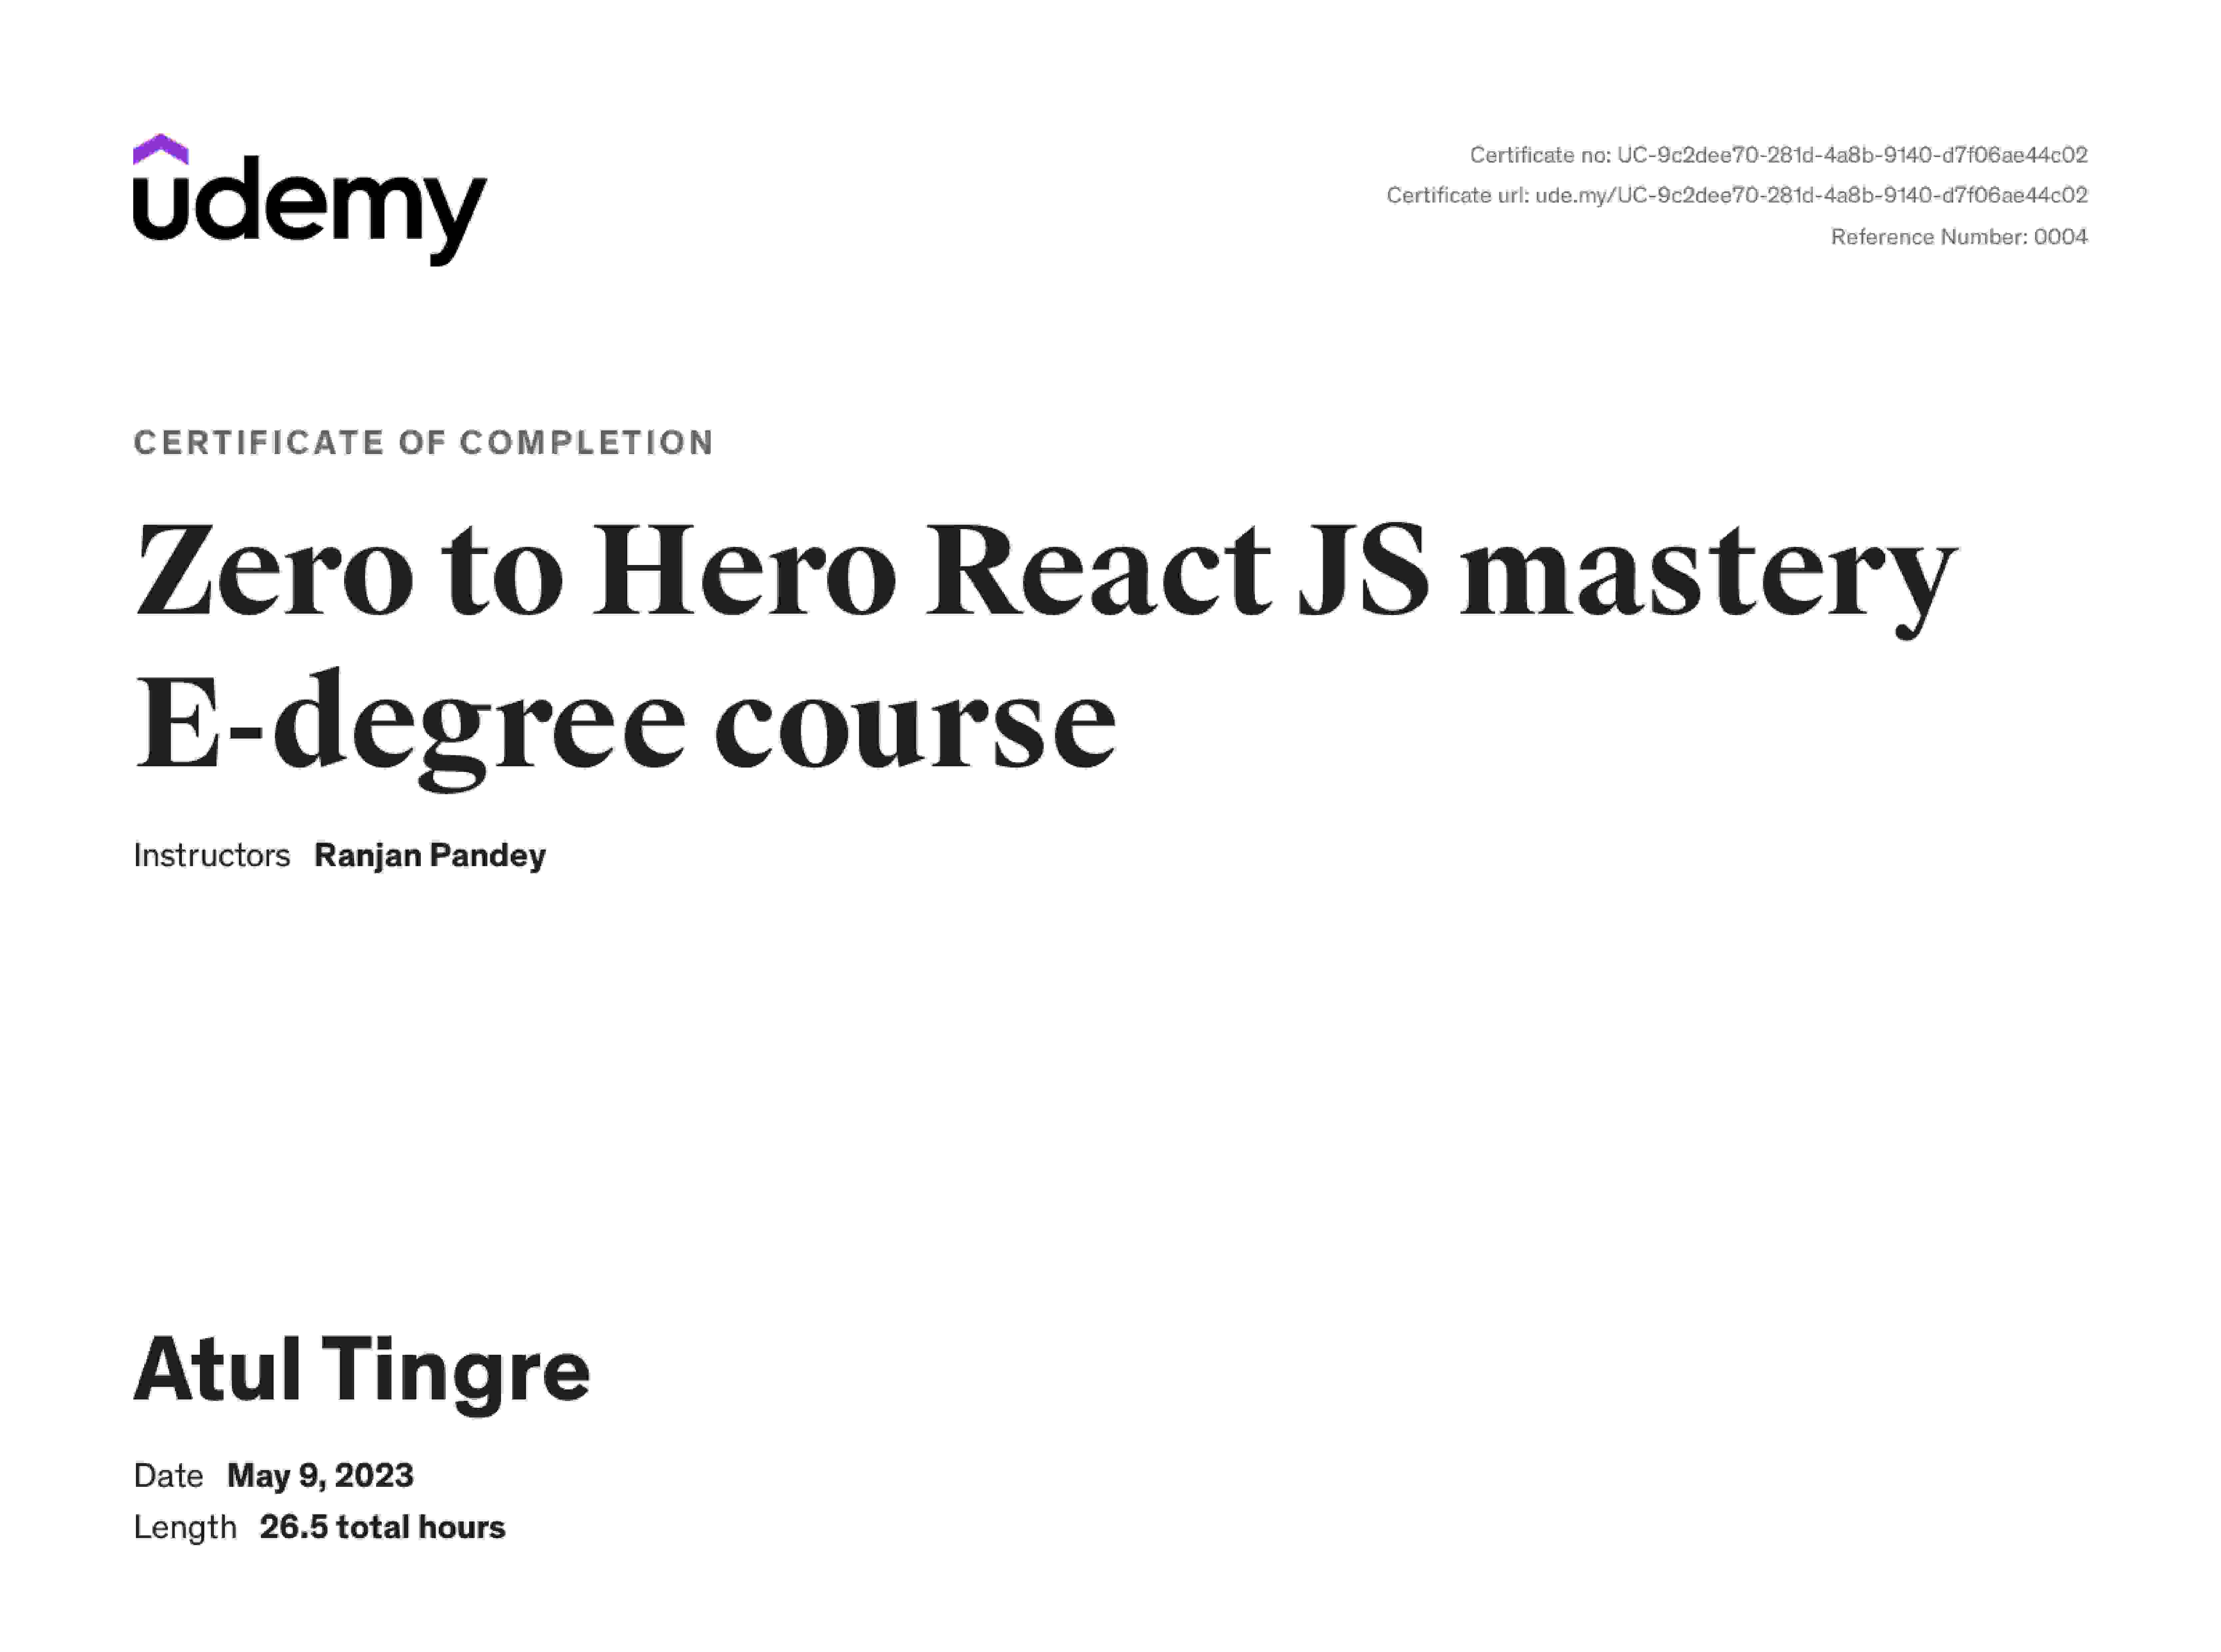 udemy
Certificate no: UC-9c2dee70-281d-4a8b-9140-d7f06ae44c02
Certificate url: ude.my/UC-9c2dee70-281d-4a8b-9140-d7f06ae44c02
Reference Number: 0004
CERTIFICATE OF COMPLETION
Zero to Hero React JS mastery
E-degree course
Instructors Ranjan Pandey
Atul Tingre
Date May 9, 2023
Length 26.5 total hours